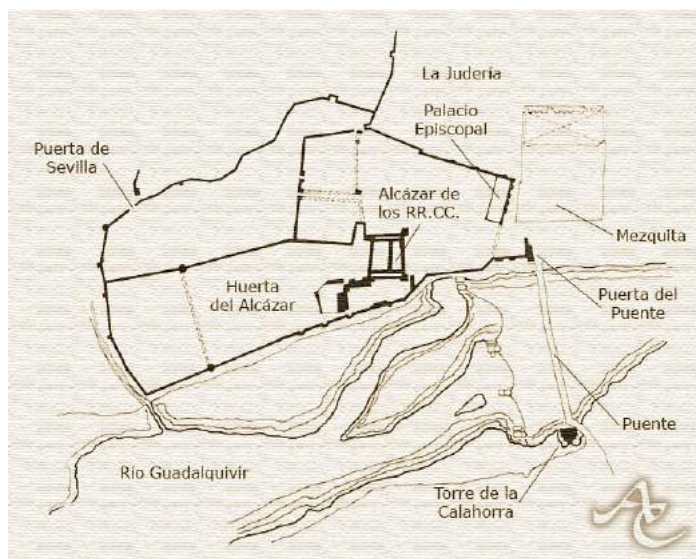 La Judería
Palacio
Episcopal
Puerta de
Sevilla
Alcázar de
los RR.CC.
Mezquita
Huerta
del Alcázar
Puerta del
Puente
Puente
Río Guadalquivir
Torre de la
Calahorra
AC